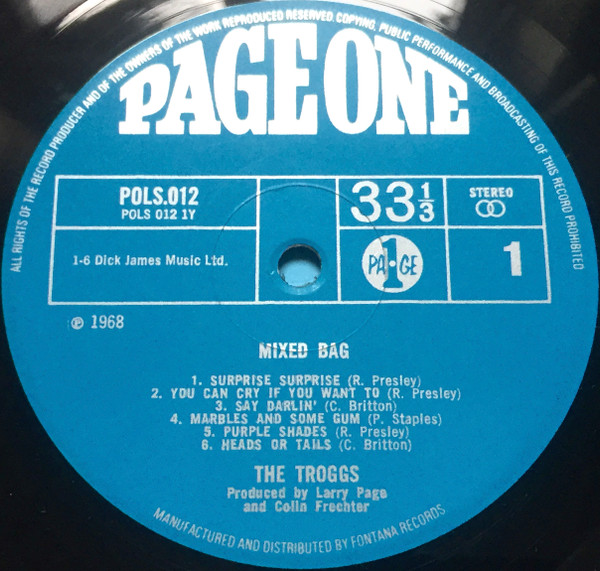 ALL RIGHTS OF THE RECORD PRODUCER AND OF THE OWNERS OF THE WORK REPRODUCED RESERVED. COPYING, PUBLIC PERFORMANCE AND BROADCASTING OF THIS RECORD PROHIBITED
PAGE ONE
POLS.012
POLS 012 1Y
33 1/3
STEREO
1-6 Dick James Music Ltd.
PA1GE
1
℗ 1968
MIXED BAG
1. SURPRISE SURPRISE (R. Presley)
2. YOU CAN CRY IF YOU WANT TO (R. Presley)
3. SAY DARLIN' (C. Britton)
4. MARBLES AND SOME GUM (P. Staples)
5. PURPLE SHADES (R. Presley)
6. HEADS OR TAILS (C. Britton)
THE TROGGS
Produced by Larry Page
and Colin Frechter
MANUFACTURED AND DISTRIBUTED BY FONTANA RECORDS